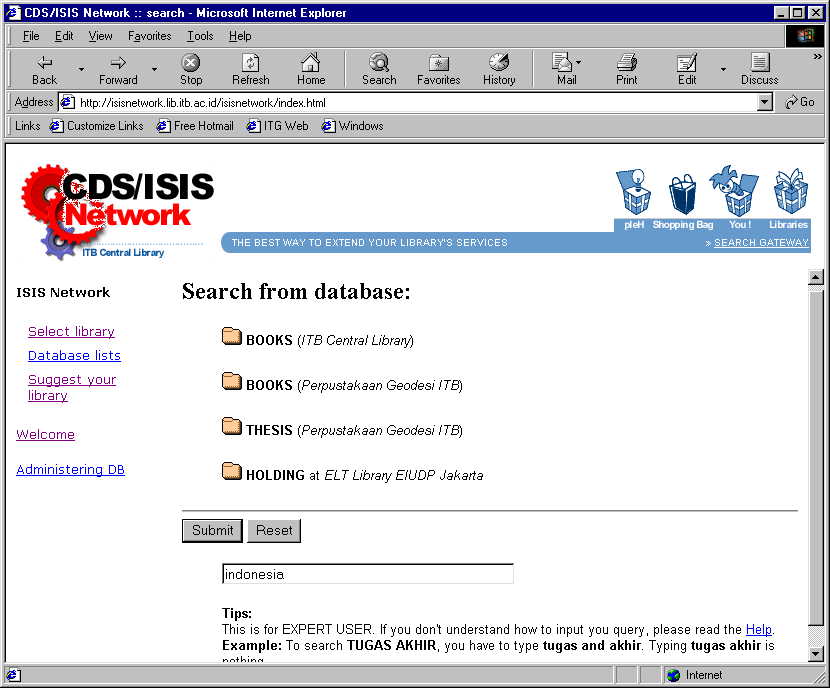 CDS/ISIS Network :: search - Microsoft Internet Explorer
File Edit View Favorites Tools Help
Back Forward Stop Refresh Home Search Favorites History Mail Print Edit Discuss »
Address http://isisnetwork.lib.itb.ac.id/isisnetwork/index.html Go
Links Customize Links Free Hotmail ITG Web Windows
CDS/ISIS
Network
ITB Central Library
pleH Shopping Bag You ! Libraries
THE BEST WAY TO EXTEND YOUR LIBRARY'S SERVICES » SEARCH GATEWAY
ISIS Network
Select library
Database lists
Suggest your
library
Welcome
Administering DB
Search from database:
BOOKS (ITB Central Library)
BOOKS (Perpustakaan Geodesi ITB)
THESIS (Perpustakaan Geodesi ITB)
HOLDING at ELT Library EIUDP Jakarta
Submit Reset
indonesia
Tips:
This is for EXPERT USER. If you don't understand how to input you query, please read the Help.
Example: To search TUGAS AKHIR, you have to type tugas and akhir. Typing tugas akhir is
nothing.
Internet